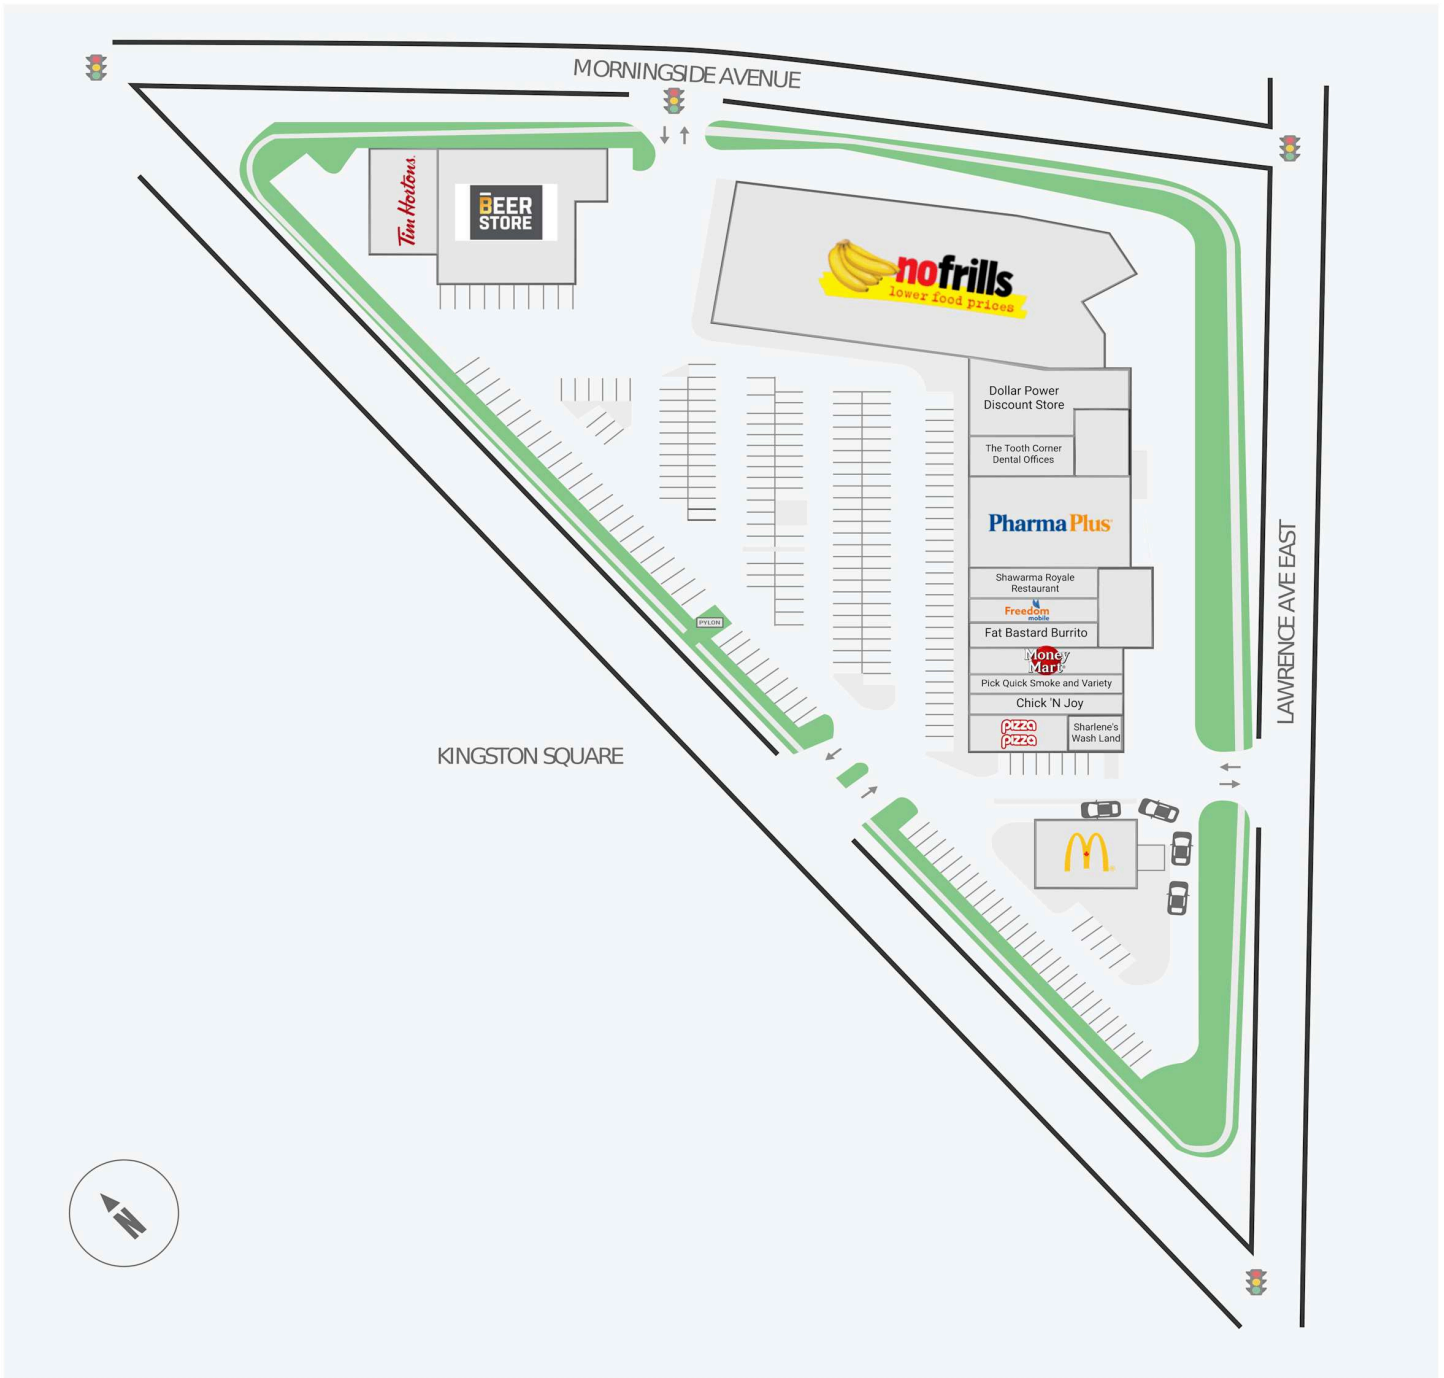 MORNINGSIDE AVENUE
Tim Hortons.
BEER
STORE
nofrills
lower food prices
Dollar Power
Discount Store
The Tooth Corner
Dental Offices
Pharma Plus
Shawarma Royale
Restaurant
Freedom
mobile
Fat Bastard Burrito
Money
Mart
Pick Quick Smoke and Variety
Chick 'N Joy
pizza
pizza
Sharlene's
Wash Land
PYLON
KINGSTON SQUARE
LAWRENCE AVE EAST
N